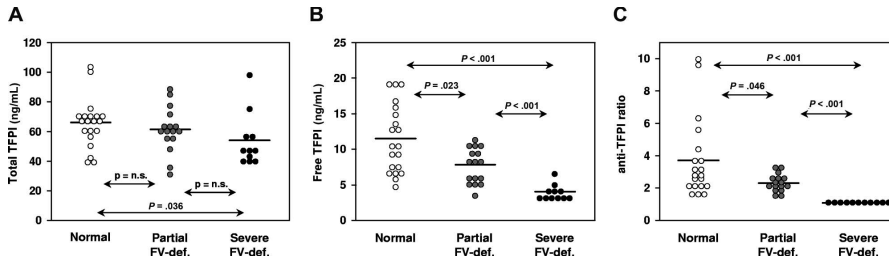 A
Total TFPI (ng/mL)
120
100
80
60
40
20
0
p = n.s.
p = n.s.
P = .036
Normal
Partial
FV-def.
Severe
FV-def.
B
Free TFPI (ng/mL)
25
20
15
10
5
0
P < .001
P = .023
P < .001
Normal
Partial
FV-def.
Severe
FV-def.
C
anti-TFPI ratio
10
8
6
4
2
0
P < .001
P = .046
P < .001
Normal
Partial
FV-def.
Severe
FV-def.